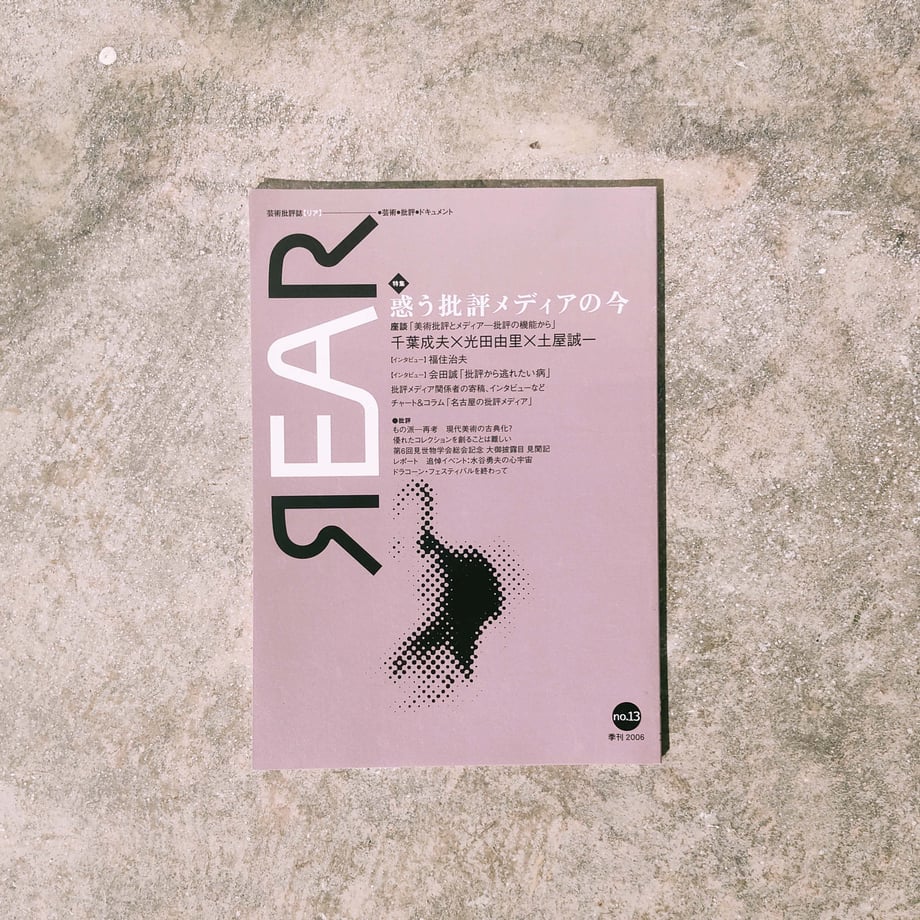 芸術批評誌【リア】 ●芸術●批評●ドキュメント
REAR
特集
惑う批評メディアの今
座談「美術批評とメディア―批評の機能から」
千葉成夫×光田由里×土屋誠一
【インタビュー】福住治夫
【インタビュー】会田誠「批評から逃れたい病」
批評メディア関係者の寄稿、インタビューなど
チャート&コラム「名古屋の批評メディア」
●批評
もの派―再考 現代美術の古典化?
優れたコレクションを創ることは難しい
第6回見世物学会総会記念 大御披露目 見聞記
レポート 追悼イベント:水谷勇夫の心宇宙
ドラコーン・フェスティバルを終わって
no.13
季刊 2006